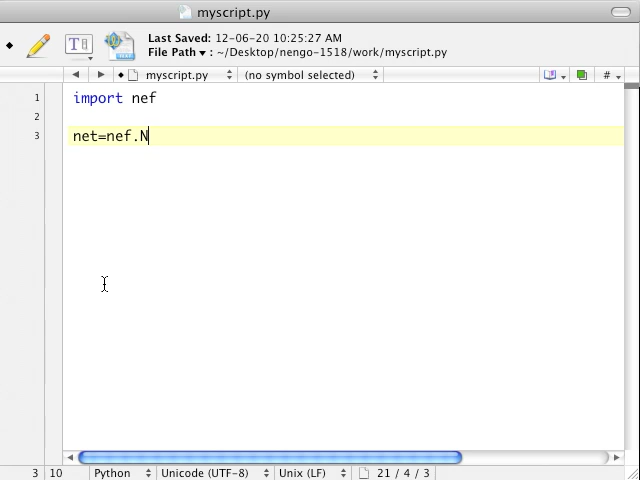 myscript.py
Last Saved: 12-06-20 10:25:27 AM
File Path ▾ : ~/Desktop/nengo-1518/work/myscript.py
myscript.py (no symbol selected) #
1 import nef
2
3 net=nef.N
3 10 Python Unicode (UTF-8) Unix (LF) 21 / 4 / 3